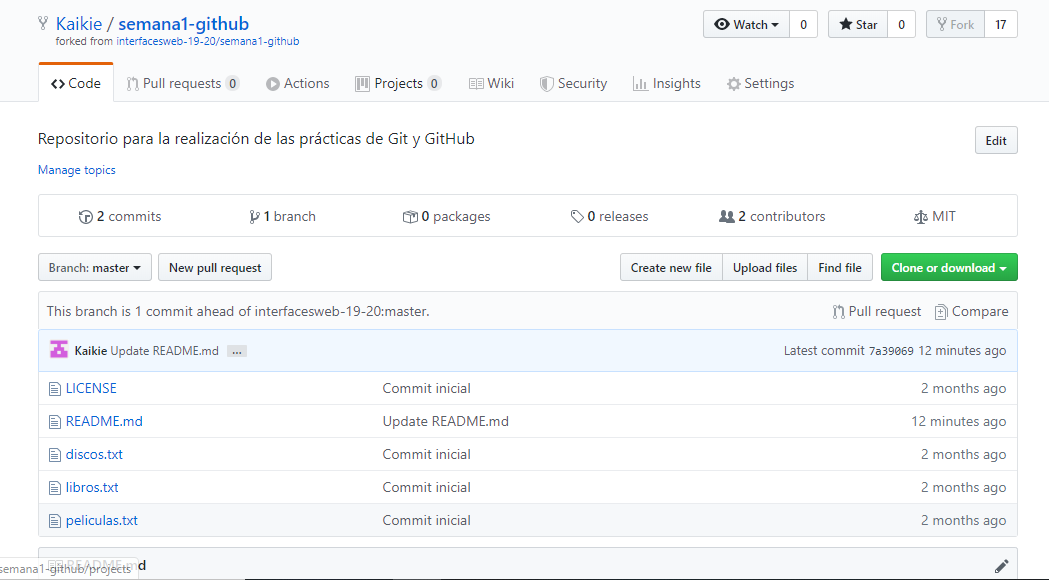 Kaikie / semana1-github
forked from interfacesweb-19-20/semana1-github
Watch 0 Star 0 Fork 17
Code Pull requests 0 Actions Projects 0 Wiki Security Insights Settings
Repositorio para la realización de las prácticas de Git y GitHub
Edit
Manage topics
2 commits 1 branch 0 packages 0 releases 2 contributors MIT
Branch: master New pull request Create new file Upload files Find file Clone or download
This branch is 1 commit ahead of interfacesweb-19-20:master. Pull request Compare
Kaikie Update README.md ... Latest commit 7a39069 12 minutes ago
LICENSE Commit inicial 2 months ago
README.md Update README.md 12 minutes ago
discos.txt Commit inicial 2 months ago
libros.txt Commit inicial 2 months ago
peliculas.txt Commit inicial 2 months ago
README.md
semana1-github/projects